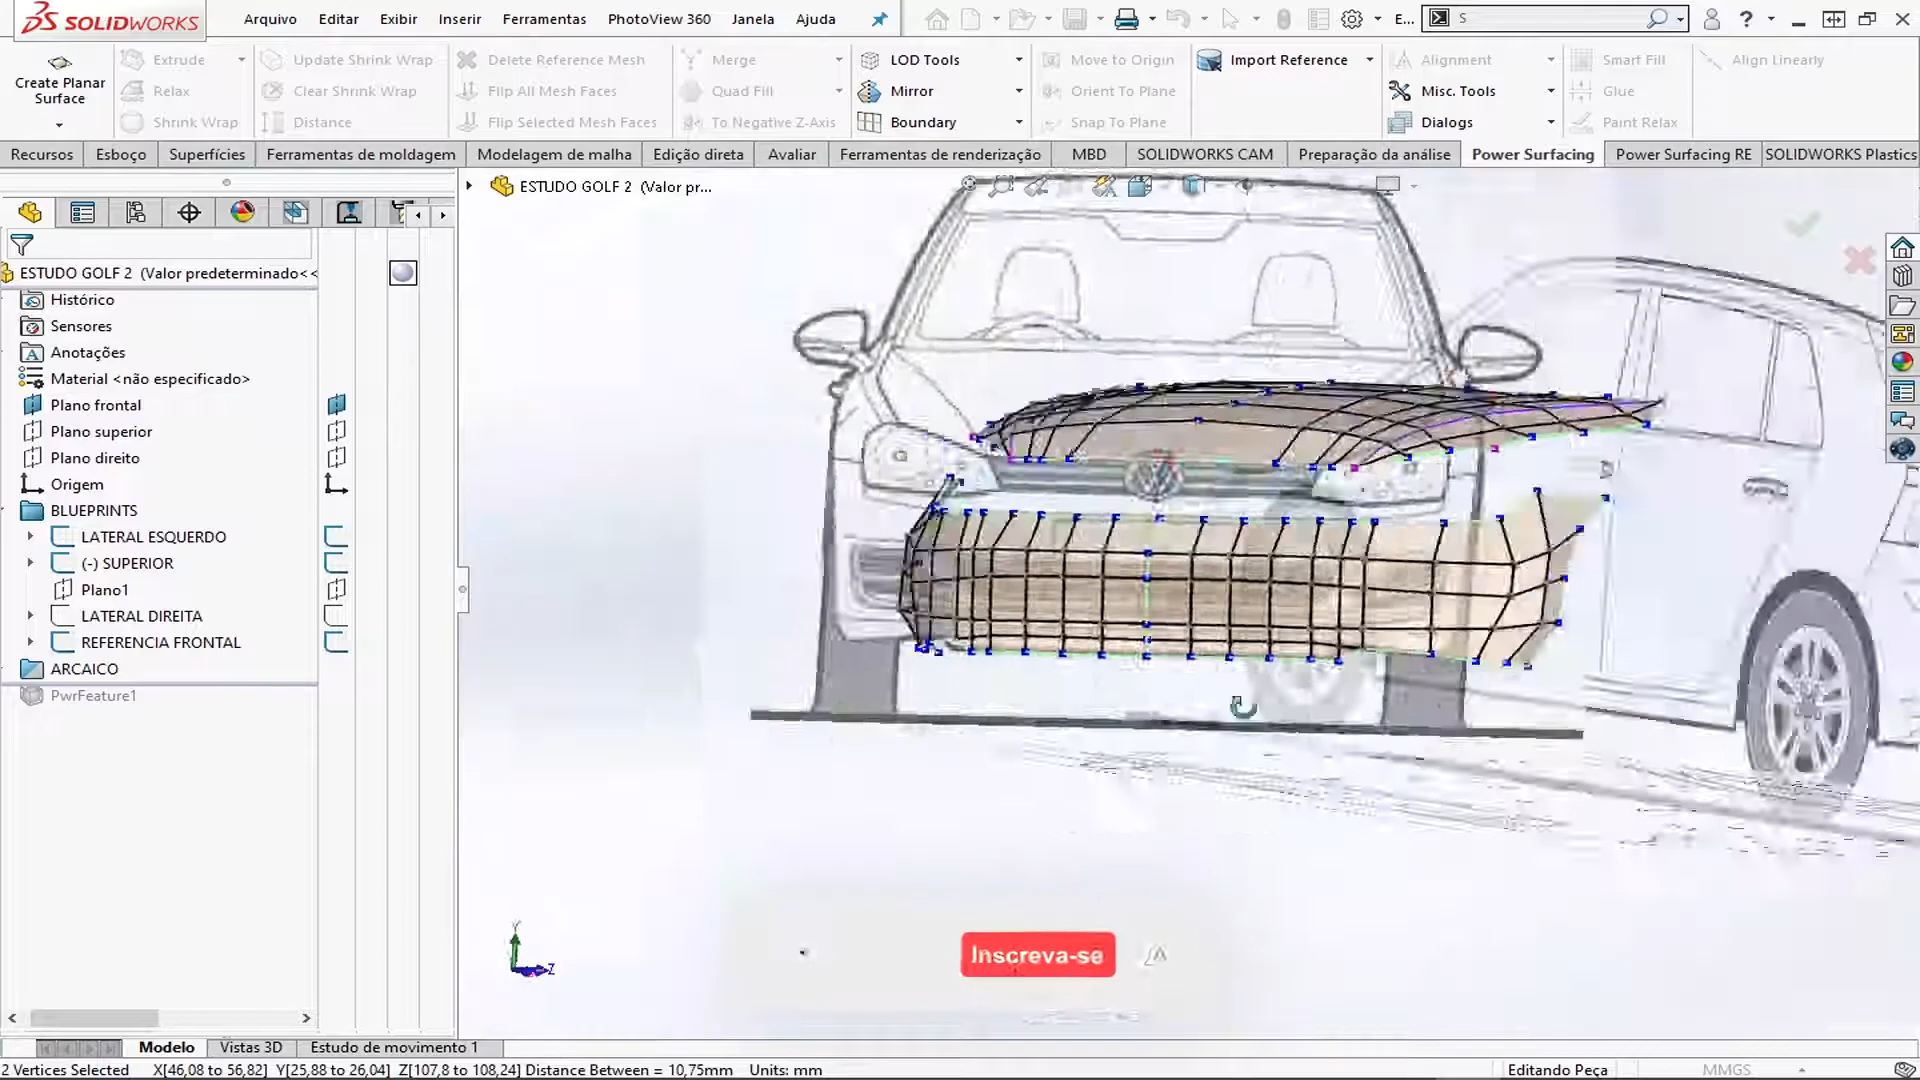 SOLIDWORKS
Arquivo Editar Exibir Inserir Ferramentas PhotoView 360 Janela Ajuda
E... S ?
Create Planar Surface
Extrude Update Shrink Wrap Delete Reference Mesh Merge LOD Tools Move to Origin Import Reference Alignment Smart Fill Align Linearly
Relax Clear Shrink Wrap Flip All Mesh Faces Quad Fill Mirror Orient To Plane Misc. Tools Glue
Shrink Wrap Distance Flip Selected Mesh Faces To Negative Z-Axis Boundary Snap To Plane Dialogs Paint Relax
Recursos Esboço Superfícies Ferramentas de moldagem Modelagem de malha Edição direta Avaliar Ferramentas de renderização MBD SOLIDWORKS CAM Preparação da análise Power Surfacing Power Surfacing RE SOLIDWORKS Plastics
ESTUDO GOLF 2 (Valor pr...
ESTUDO GOLF 2 (Valor predeterminado<<
Histórico
Sensores
Anotações
Material <não especificado>
Plano frontal
Plano superior
Plano direito
Origem
BLUEPRINTS
LATERAL ESQUERDO
(-) SUPERIOR
Plano1
LATERAL DIREITA
REFERENCIA FRONTAL
ARCAICO
PwrFeature1
Y
Z
Inscreva-se
Modelo Vistas 3D Estudo de movimento 1
2 Vertices Selected X[46,08 to 56,82] Y[25,88 to 26,04] Z[107,8 to 108,24] Distance Between = 10,75mm Units: mm Editando Peça MMGS